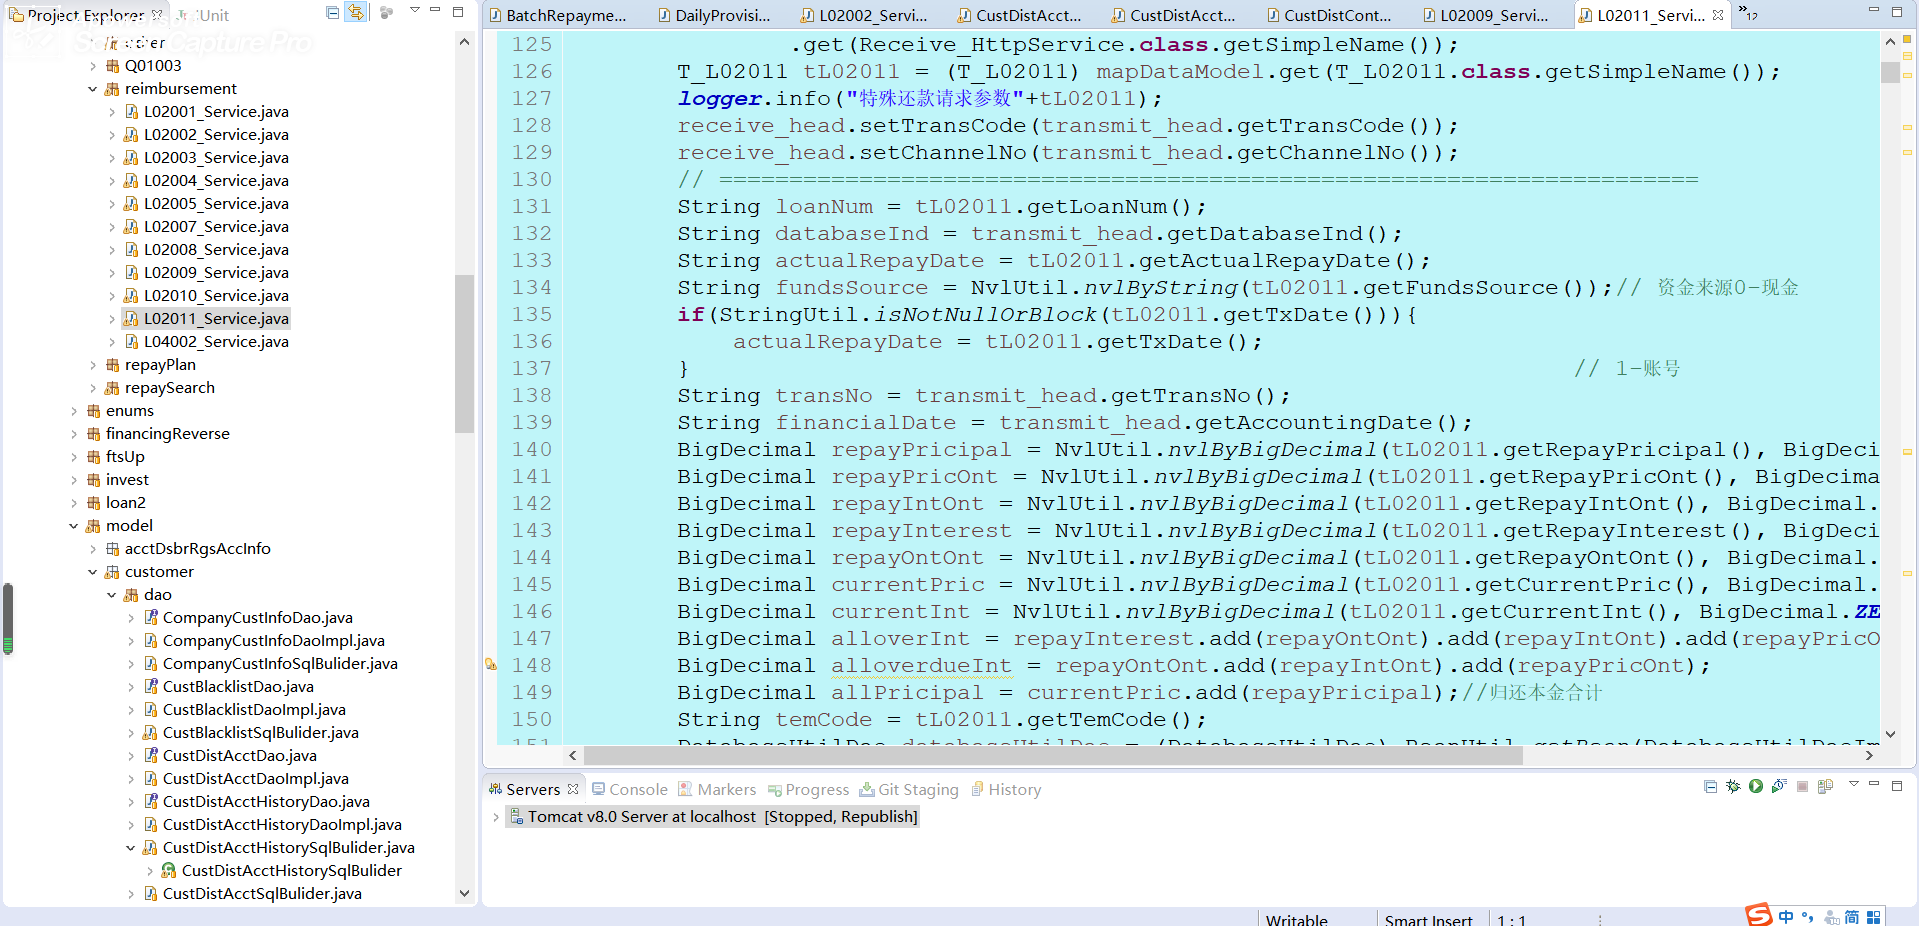 Project Explorer
JUnit
Q01003
reimbursement
L02001_Service.java
L02002_Service.java
L02003_Service.java
L02004_Service.java
L02005_Service.java
L02007_Service.java
L02008_Service.java
L02009_Service.java
L02010_Service.java
L02011_Service.java
L04002_Service.java
repayPlan
repaySearch
enums
financingReverse
ftsUp
invest
loan2
model
acctDsbrRgsAccInfo
customer
dao
CompanyCustInfoDao.java
CompanyCustInfoDaoImpl.java
CompanyCustInfoSqlBulider.java
CustBlacklistDao.java
CustBlacklistDaoImpl.java
CustBlacklistSqlBulider.java
CustDistAcctDao.java
CustDistAcctDaoImpl.java
CustDistAcctHistoryDao.java
CustDistAcctHistoryDaoImpl.java
CustDistAcctHistorySqlBulider.java
CustDistAcctHistorySqlBulider
CustDistAcctSqlBulider.java
BatchRepayme... DailyProvisi... L02002_Servi... CustDistAcct... CustDistAcct... CustDistCont... L02009_Servi... L02011_Servi... »12
125 .get(Receive_HttpService.class.getSimpleName());
126 T_L02011 tL02011 = (T_L02011) mapDataModel.get(T_L02011.class.getSimpleName());
127 logger.info("特殊还款请求参数"+tL02011);
128 receive_head.setTransCode(transmit_head.getTransCode());
129 receive_head.setChannelNo(transmit_head.getChannelNo());
130 // ======================================================================
131 String loanNum = tL02011.getLoanNum();
132 String databaseInd = transmit_head.getDatabaseInd();
133 String actualRepayDate = tL02011.getActualRepayDate();
134 String fundsSource = NvlUtil.nvlByString(tL02011.getFundsSource());// 资金来源0-现金
135 if(StringUtil.isNotNullOrBlock(tL02011.getTxDate())){
136 actualRepayDate = tL02011.getTxDate();
137 } // 1-账号
138 String transNo = transmit_head.getTransNo();
139 String financialDate = transmit_head.getAccountingDate();
140 BigDecimal repayPricipal = NvlUtil.nvlByBigDecimal(tL02011.getRepayPricipal(), BigDeci
141 BigDecimal repayPricOnt = NvlUtil.nvlByBigDecimal(tL02011.getRepayPricOnt(), BigDecima
142 BigDecimal repayIntOnt = NvlUtil.nvlByBigDecimal(tL02011.getRepayIntOnt(), BigDecimal.
143 BigDecimal repayInterest = NvlUtil.nvlByBigDecimal(tL02011.getRepayInterest(), BigDeci
144 BigDecimal repayOntOnt = NvlUtil.nvlByBigDecimal(tL02011.getRepayOntOnt(), BigDecimal.
145 BigDecimal currentPric = NvlUtil.nvlByBigDecimal(tL02011.getCurrentPric(), BigDecimal.
146 BigDecimal currentInt = NvlUtil.nvlByBigDecimal(tL02011.getCurrentInt(), BigDecimal.ZE
147 BigDecimal alloverInt = repayInterest.add(repayOntOnt).add(repayIntOnt).add(repayPricO
148 BigDecimal alloverdueInt = repayOntOnt.add(repayIntOnt).add(repayPricOnt);
149 BigDecimal allPricipal = currentPric.add(repayPricipal);//归还本金合计
150 String temCode = tL02011.getTemCode();
Servers Console Markers Progress Git Staging History
Tomcat v8.0 Server at localhost [Stopped, Republish]
Writable Smart Insert 1 : 1
S 中 °, 简